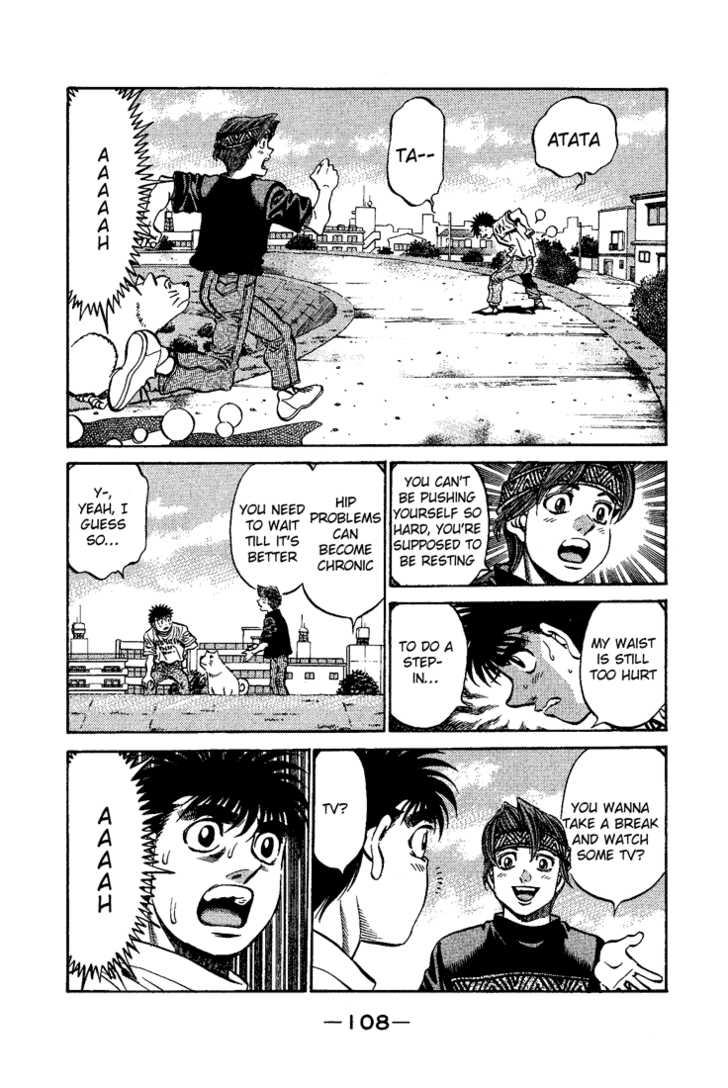 ATATA
TA--
A
A
A
A
A
A
H
YOU CAN'T
BE PUSHING
YOURSELF SO
HARD, YOU'RE
SUPPOSED TO
BE RESTING
MY WAIST
IS STILL
TOO HURT
TO DO A
STEP-
IN...
HIP
PROBLEMS
CAN
BECOME
CHRONIC
YOU NEED
TO WAIT
TILL IT'S
BETTER
Y-,
YEAH, I
GUESS
SO...
YOU WANNA
TAKE A BREAK
AND WATCH
SOME TV?
TV?
A
A
A
A
A
H
—108—